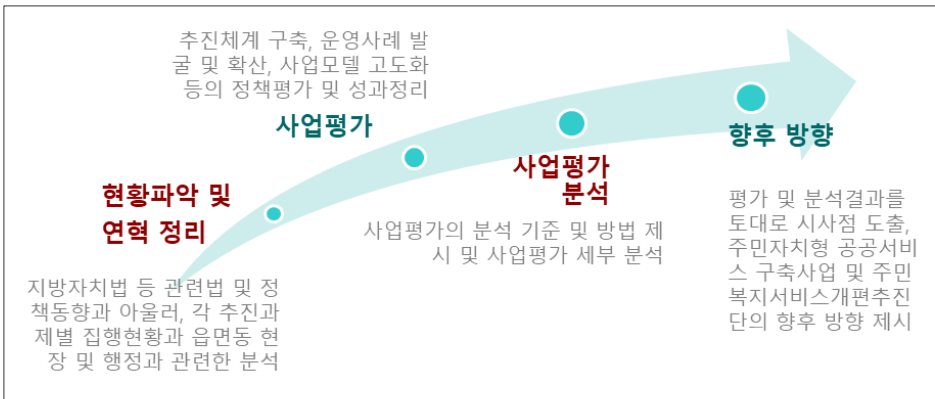 추진체계 구축, 운영사례 발
굴 및 확산, 사업모델 고도화
등의 정책평가 및 성과정리
사업평가
현황파악 및
연혁 정리
지방자치법 등 관련법 및 정
책동향과 아울러, 각 추진과
제별 집행현황과 읍면동 현
장 및 행정과 관련한 분석
사업평가
분석
사업평가의 분석 기준 및 방법 제
시 및 사업평가 세부 분석
향후 방향
평가 및 분석결과를
토대로 시사점 도출,
주민자치형 공공서비
스 구축사업 및 주민
복지서비스개편추진
단의 향후 방향 제시